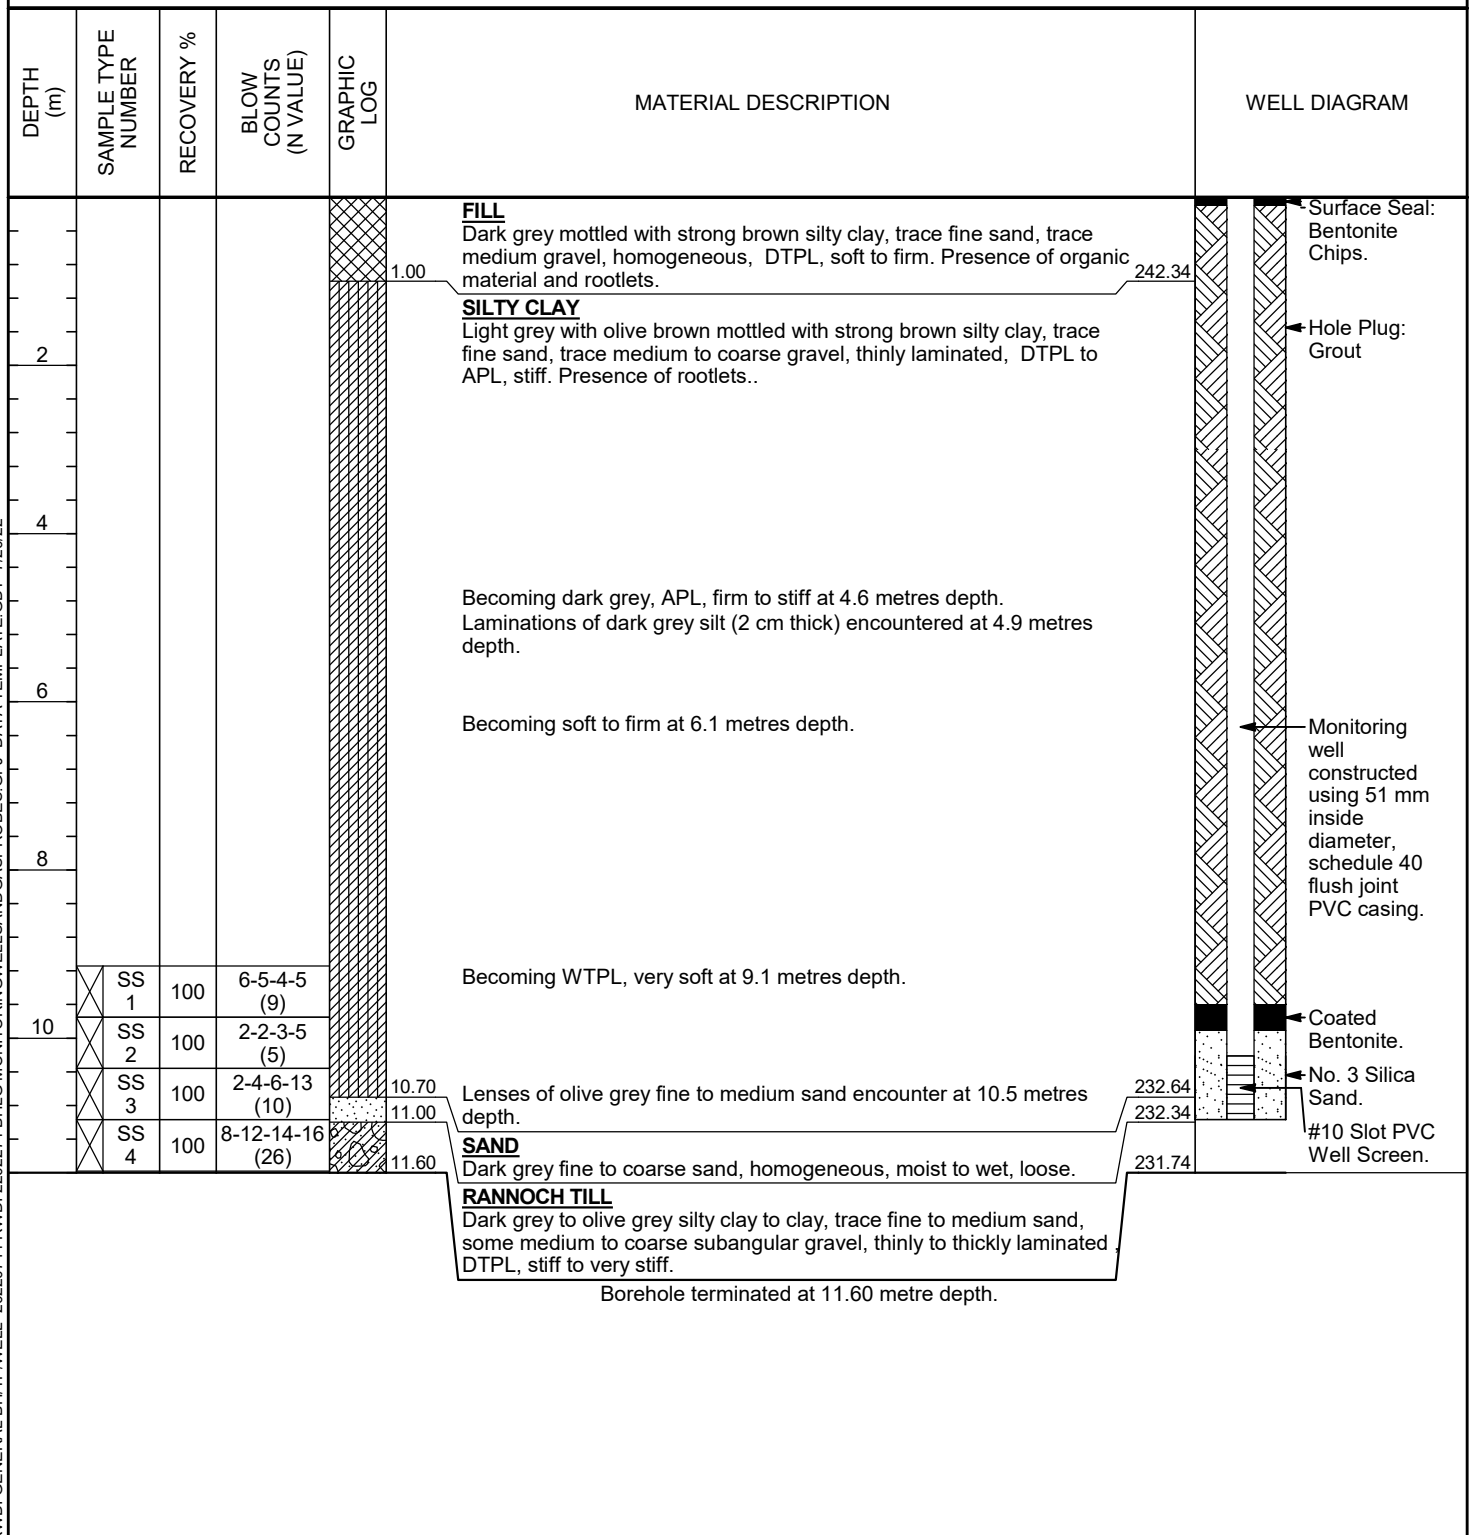 DEPTH
(m)
SAMPLE TYPE
NUMBER
RECOVERY %
BLOW
COUNTS
(N VALUE)
GRAPHIC
LOG
MATERIAL DESCRIPTION
WELL DIAGRAM
FILL
Dark grey mottled with strong brown silty clay, trace fine sand, trace
medium gravel, homogeneous, DTPL, soft to firm. Presence of organic
material and rootlets.
1.00
242.34
Surface Seal:
Bentonite
Chips.
SILTY CLAY
Light grey with olive brown mottled with strong brown silty clay, trace
fine sand, trace medium to coarse gravel, thinly laminated, DTPL to
APL, stiff. Presence of rootlets..
Hole Plug:
Grout
2
4
Becoming dark grey, APL, firm to stiff at 4.6 metres depth.
Laminations of dark grey silt (2 cm thick) encountered at 4.9 metres
depth.
6
Becoming soft to firm at 6.1 metres depth.
Monitoring
well
constructed
using 51 mm
inside
diameter,
schedule 40
flush joint
PVC casing.
8
Becoming WTPL, very soft at 9.1 metres depth.
SS
1
100
6-5-4-5
(9)
10
SS
2
100
2-2-3-5
(5)
Coated
Bentonite.
SS
3
100
2-4-6-13
(10)
10.70
Lenses of olive grey fine to medium sand encounter at 10.5 metres
depth.
232.64
No. 3 Silica
Sand.
11.00
232.34
SS
4
100
8-12-14-16
(26)
SAND
Dark grey fine to coarse sand, homogeneous, moist to wet, loose.
#10 Slot PVC
Well Screen.
11.60
231.74
RANNOCH TILL
Dark grey to olive grey silty clay to clay, trace fine to medium sand,
some medium to coarse subangular gravel, thinly to thickly laminated ,
DTPL, stiff to very stiff.
Borehole terminated at 11.60 metre depth.